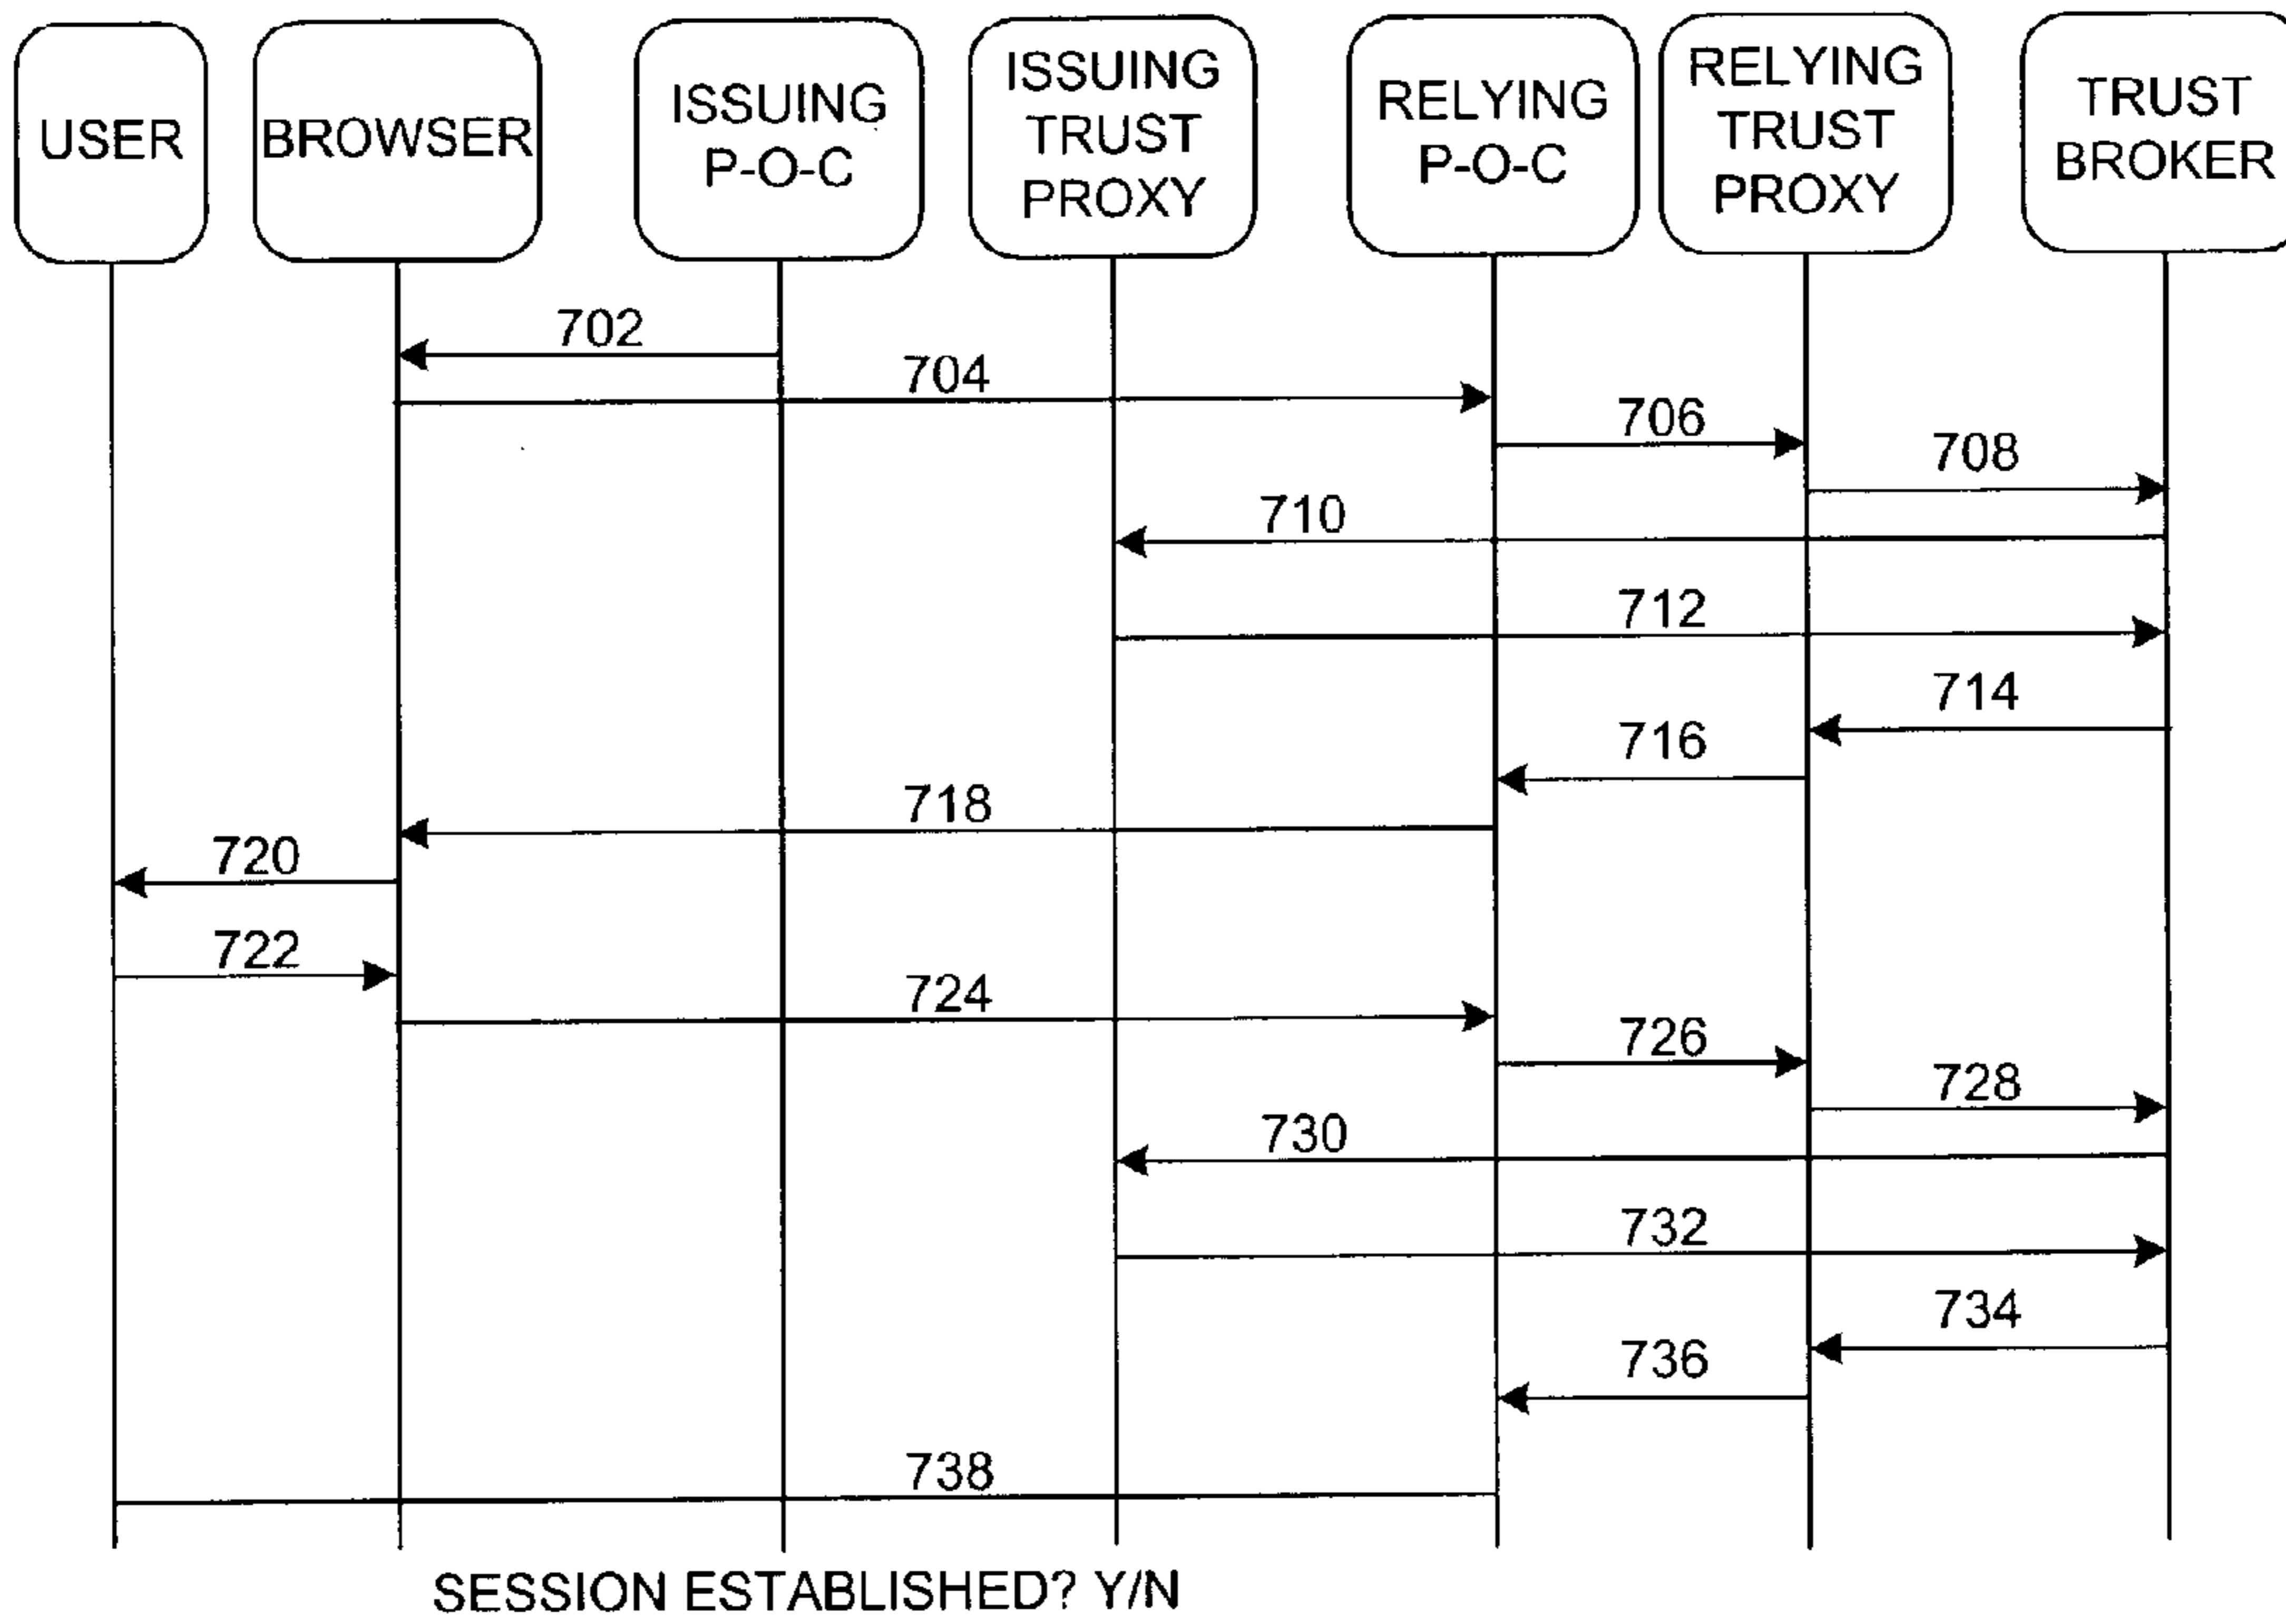 USER
BROWSER
ISSUING
P-O-C
ISSUING
TRUST
PROXY
RELYING
P-O-C
RELYING
TRUST
PROXY
TRUST
BROKER
702
704
706
708
710
712
714
716
718
720
722
724
726
728
730
732
734
736
738
SESSION ESTABLISHED? Y/N